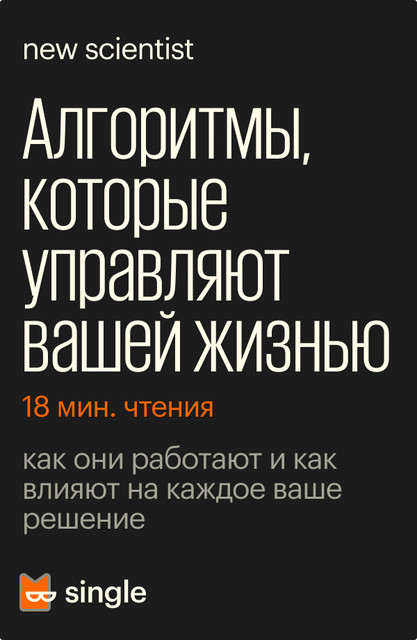 new scientist
Алгоритмы,
которые
управляют
вашей жизнью
18 мин. чтения
как они работают и как
влияют на каждое ваше
решение
single